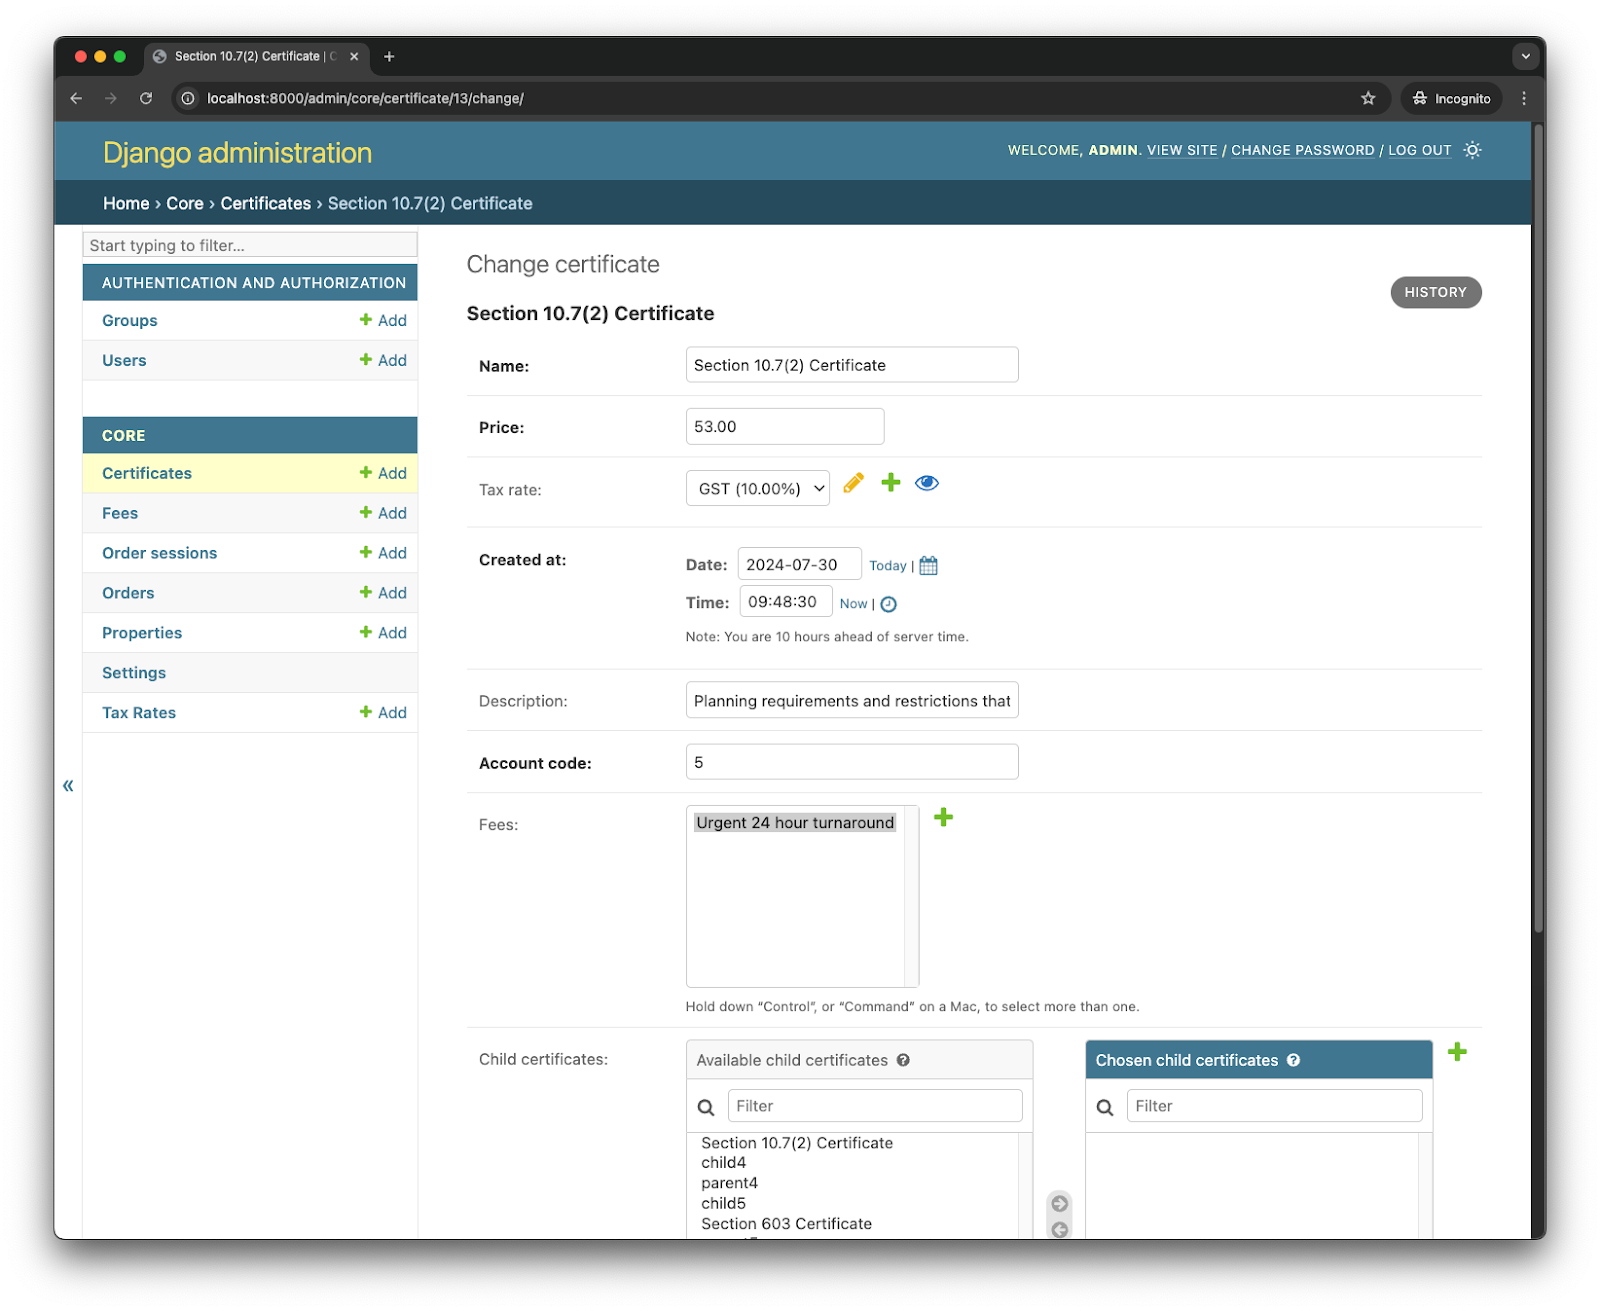 Section 10.7(2) Certificate |
localhost:8000/admin/core/certificate/13/change/
Incognito
Django administration
WELCOME, ADMIN. VIEW SITE / CHANGE PASSWORD / LOG OUT
Home › Core › Certificates › Section 10.7(2) Certificate
Start typing to filter...
AUTHENTICATION AND AUTHORIZATION
Groups
Add
Users
Add
CORE
Certificates
Add
Fees
Add
Order sessions
Add
Orders
Add
Properties
Add
Settings
Tax Rates
Add
«
Change certificate
HISTORY
Section 10.7(2) Certificate
Name:
Section 10.7(2) Certificate
Price:
53.00
Tax rate:
GST (10.00%)
Created at:
Date:
2024-07-30
Today |
Time:
09:48:30
Now |
Note: You are 10 hours ahead of server time.
Description:
Planning requirements and restrictions that
Account code:
5
Fees:
Urgent 24 hour turnaround
Hold down “Control”, or “Command” on a Mac, to select more than one.
Child certificates:
Available child certificates ?
Filter
Section 10.7(2) Certificate
child4
parent4
child5
Section 603 Certificate
Chosen child certificates ?
Filter